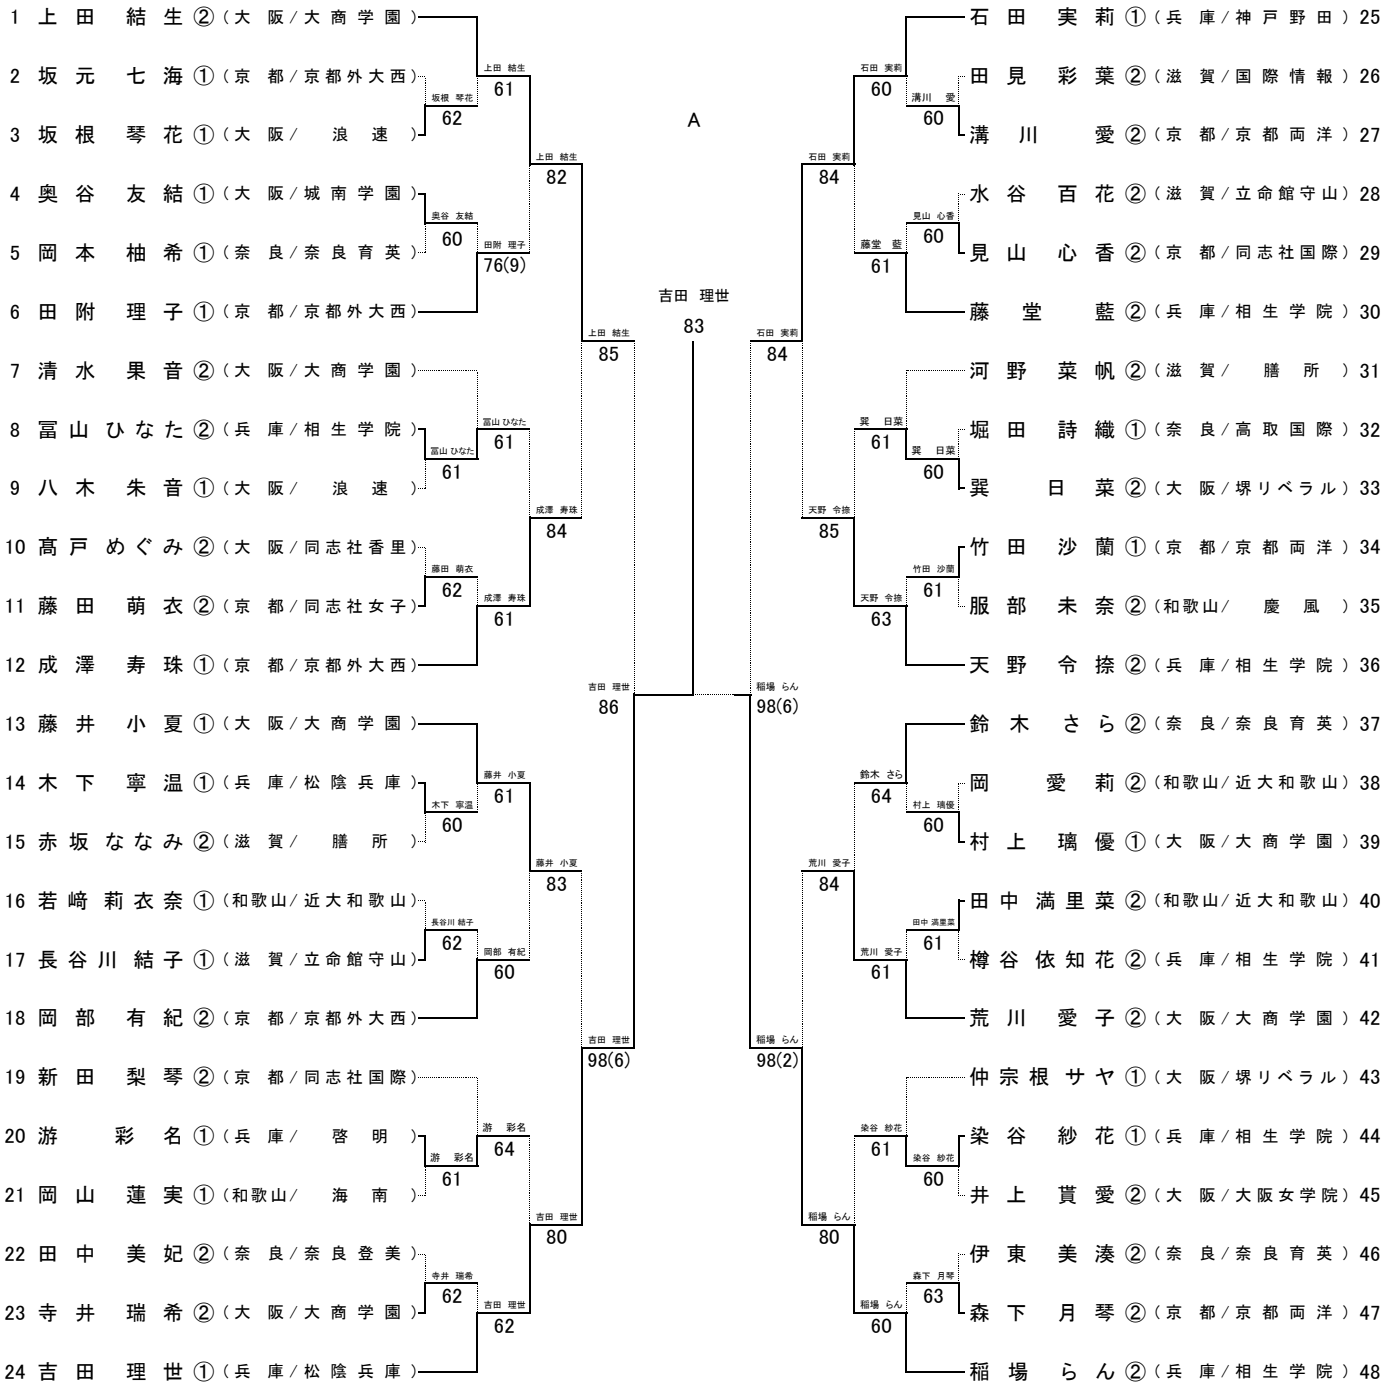 1 上田 結生 ② (大阪/大商学園)
2 坂元 七海 ① (京都/京都外大西)
3 坂根 琴花 ① (大阪/浪速)
4 奥谷 友結 ① (大阪/城南学園)
5 岡本 柚希 ① (奈良/奈良育英)
6 田附 理子 ① (京都/京都外大西)
7 清水 果音 ② (大阪/大商学園)
8 冨山 ひなた ② (兵庫/相生学院)
9 八木 朱音 ① (大阪/浪速)
10 髙戸 めぐみ ② (大阪/同志社香里)
11 藤田 萌衣 ② (京都/同志社女子)
12 成澤 寿珠 ① (京都/京都外大西)
13 藤井 小夏 ① (大阪/大商学園)
14 木下 寧温 ① (兵庫/松陰兵庫)
15 赤坂 ななみ ② (滋賀/膳所)
16 若﨑 莉衣奈 ① (和歌山/近大和歌山)
17 長谷川 結子 ① (滋賀/立命館守山)
18 岡部 有紀 ② (京都/京都外大西)
19 新田 梨琴 ② (京都/同志社国際)
20 游 彩名 ① (兵庫/啓明)
21 岡山 蓮実 ① (和歌山/海南)
22 田中 美妃 ② (奈良/奈良登美)
23 寺井 瑞希 ② (大阪/大商学園)
24 吉田 理世 ① (兵庫/松陰兵庫)
坂根 琴花
62
奥谷 友結
60
冨山 ひなた
61
藤田 萌衣
62
木下 寧温
60
長谷川 結子
62
游 彩名
61
寺井 瑞希
62
上田 結生
61
田附 理子
76(9)
冨山 ひなた
61
成澤 寿珠
61
藤井 小夏
61
岡部 有紀
60
游 彩名
64
吉田 理世
62
上田 結生
82
成澤 寿珠
84
藤井 小夏
83
吉田 理世
80
上田 結生
85
吉田 理世
98(6)
吉田 理世
86
A
吉田 理世
83
稲場 らん
98(6)
石田 実莉
84
稲場 らん
98(2)
石田 実莉
84
天野 令捺
85
荒川 愛子
84
稲場 らん
80
石田 実莉
60
藤堂 藍
61
巽 日菜
61
天野 令捺
63
鈴木 さら
64
荒川 愛子
61
染谷 紗花
61
稲場 らん
60
溝川 愛
60
見山 心香
60
巽 日菜
60
竹田 沙蘭
61
村上 璃優
60
田中 満里菜
61
染谷 紗花
60
森下 月琴
63
石田 実莉 ① (兵庫/神戸野田) 25
田見 彩葉 ② (滋賀/国際情報) 26
溝川 愛 ② (京都/京都両洋) 27
水谷 百花 ② (滋賀/立命館守山) 28
見山 心香 ② (京都/同志社国際) 29
藤堂 藍 ② (兵庫/相生学院) 30
河野 菜帆 ② (滋賀/膳所) 31
堀田 詩織 ① (奈良/高取国際) 32
巽 日菜 ② (大阪/堺リベラル) 33
竹田 沙蘭 ① (京都/京都両洋) 34
服部 未奈 ② (和歌山/慶風) 35
天野 令捺 ② (兵庫/相生学院) 36
鈴木 さら ② (奈良/奈良育英) 37
岡 愛莉 ② (和歌山/近大和歌山) 38
村上 璃優 ① (大阪/大商学園) 39
田中 満里菜 ② (和歌山/近大和歌山) 40
樽谷 依知花 ② (兵庫/相生学院) 41
荒川 愛子 ② (大阪/大商学園) 42
仲宗根 サヤ ① (大阪/堺リベラル) 43
染谷 紗花 ① (兵庫/相生学院) 44
井上 貰愛 ② (大阪/大阪女学院) 45
伊東 美湊 ② (奈良/奈良育英) 46
森下 月琴 ② (京都/京都両洋) 47
稲場 らん ② (兵庫/相生学院) 48